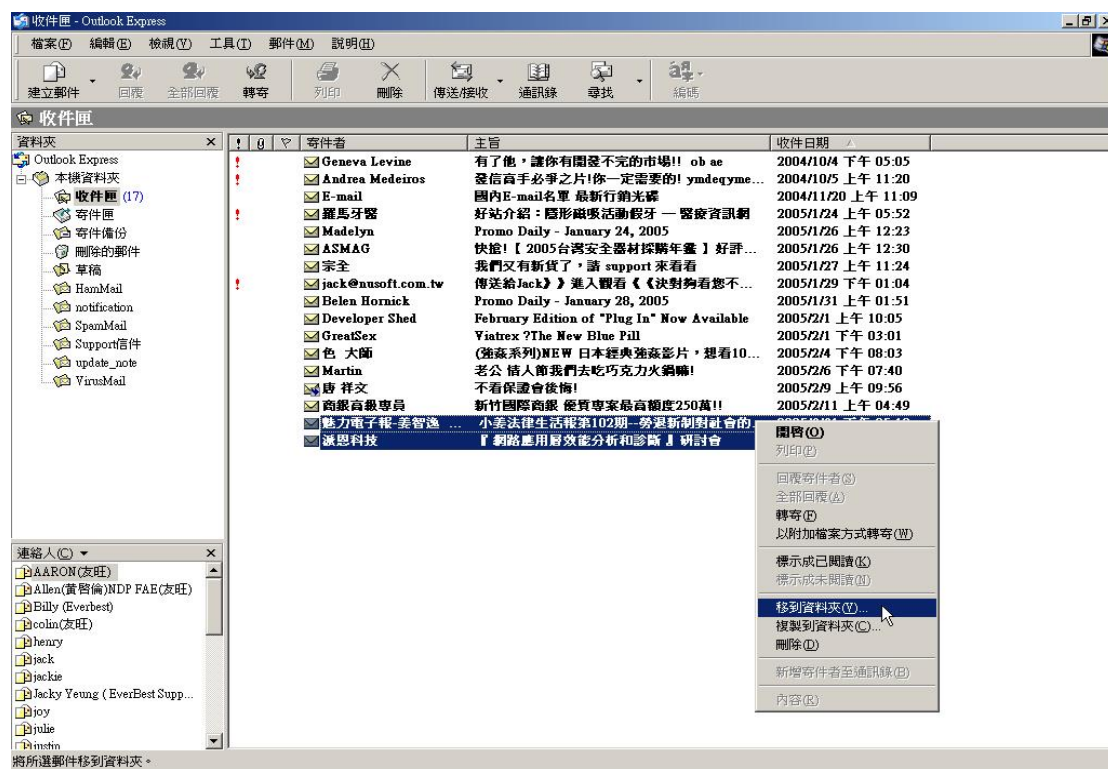 收件匣 - Outlook Express
檔案(F) 編輯(E) 檢視(V) 工具(T) 郵件(M) 說明(H)
建立郵件 回覆 全部回覆 轉寄 列印 刪除 傳送/接收 通訊錄 尋找 編碼
收件匣
資料夾
Outlook Express
本機資料夾
收件匣 (17)
寄件匣
寄件備份
刪除的郵件
草稿
HamMail
notification
SpamMail
Support信件
update_note
VirusMail
寄件者 主旨 收件日期
Geneva Levine 有了他，讓你有開發不完的市場!! ob ae 2004/10/4 下午 05:05
Andrea Medeiros 發信高手必爭之片!你一定需要的! ymdeqyme... 2004/10/5 上午 11:20
E-mail 國內E-mail名單 最新行銷光碟 2004/11/20 上午 11:09
羅馬牙醫 好站介紹：隱形磁吸活動假牙 — 醫療資訊網 2005/1/24 上午 05:52
Madelyn Promo Daily - January 24, 2005 2005/1/26 上午 12:23
ASMAG 快搶!【 2005台灣安全器材採購年鑑 】好評... 2005/1/26 上午 12:30
宗全 我們又有新貨了，請 support 來看看 2005/1/27 上午 11:24
jack@nusoft.com.tw 傳送給Jack》》進入觀看《《決對夠看您不... 2005/1/29 下午 01:04
Belen Hornick Promo Daily - January 28, 2005 2005/1/31 上午 01:51
Developer Shed February Edition of "Plug In" Now Available 2005/2/1 上午 10:05
GreatSex Viatrex ?The New Blue Pill 2005/2/1 下午 03:01
色 大師 (強姦系列)NEW 日本經典強姦影片，想看10... 2005/2/4 下午 08:03
Martin 老公 情人節我們去吃巧克力火鍋嘛! 2005/2/6 下午 07:40
唐 祥文 不看保證會後悔! 2005/2/9 上午 09:56
商銀高級專員 新竹國際商銀 優質專案最高額度250萬!! 2005/2/11 上午 04:49
魅力電子報-姜智逸 ... 小姜法律生活報第102期--勞退新制對社會的...
派恩科技 『 網路應用層效能分析和診斷 』研討會
開啓(O)
列印(P)
回覆寄件者(S)
全部回覆(A)
轉寄(F)
以附加檔案方式轉寄(W)
標示成已閱讀(K)
標示成未閱讀(N)
移到資料夾(V)...
複製到資料夾(C)...
刪除(D)
新增寄件者至通訊錄(B)
內容(R)
連絡人(C)
AARON(友旺)
Allen(黃啓倫)NDP FAE(友旺)
Billy (Everbest)
colin(友旺)
henry
jack
jackie
Jacky Yeung ( EverBest Supp...
joy
julie
justin
將所選郵件移到資料夾。